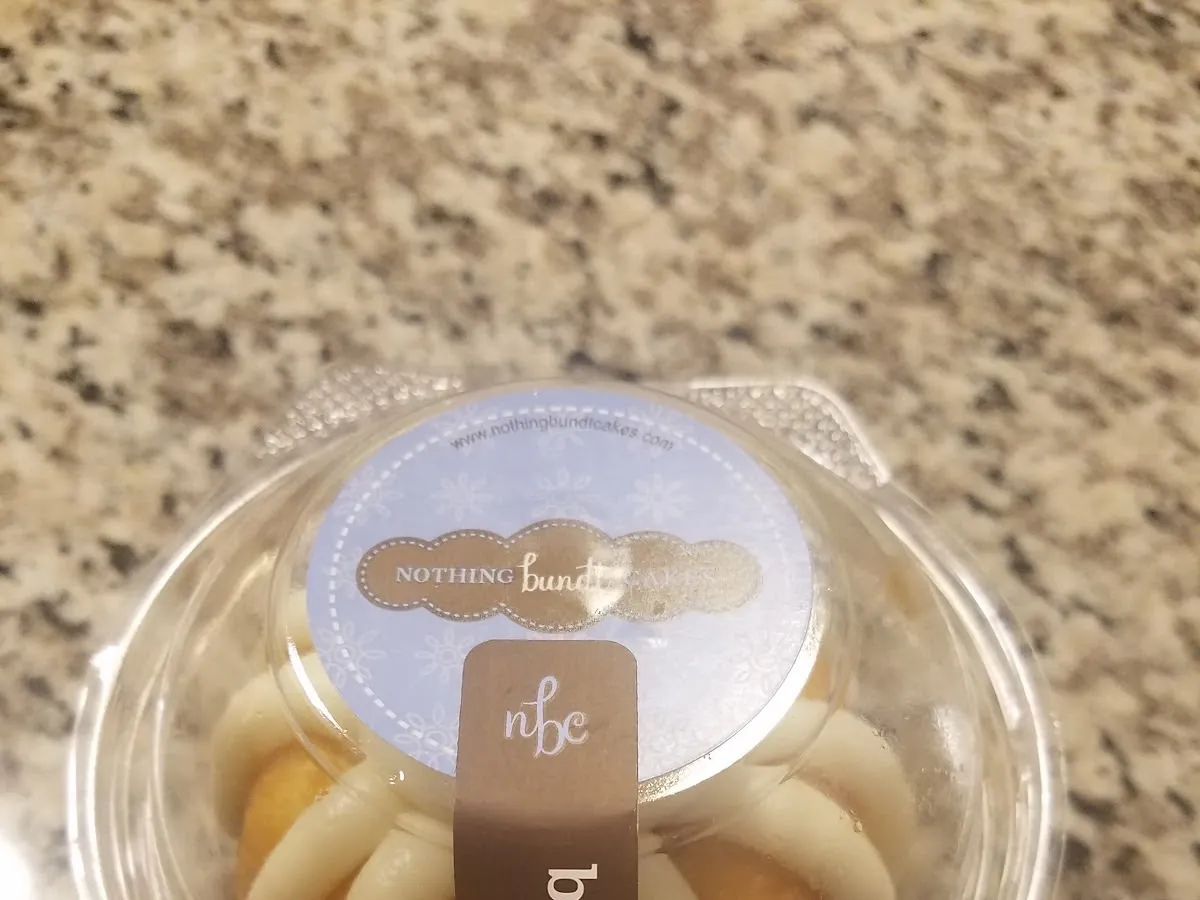 www.nothingbundtcakes.com
NOTHING bundt CAKES
nbc
b